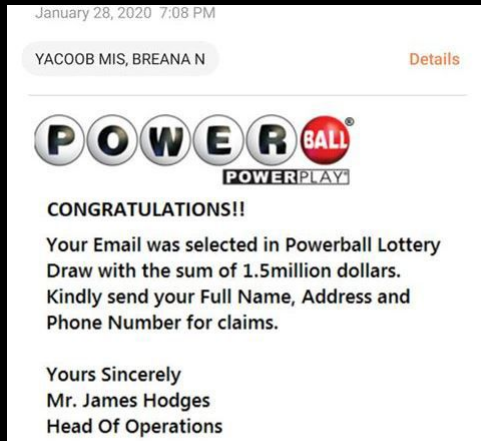 January 28, 2020 7:08 PM
YACOOB MIS, BREANA N Details
POWER BALL®
POWERPLAY®
CONGRATULATIONS!!
Your Email was selected in Powerball Lottery
Draw with the sum of 1.5million dollars.
Kindly send your Full Name, Address and
Phone Number for claims.
Yours Sincerely
Mr. James Hodges
Head Of Operations